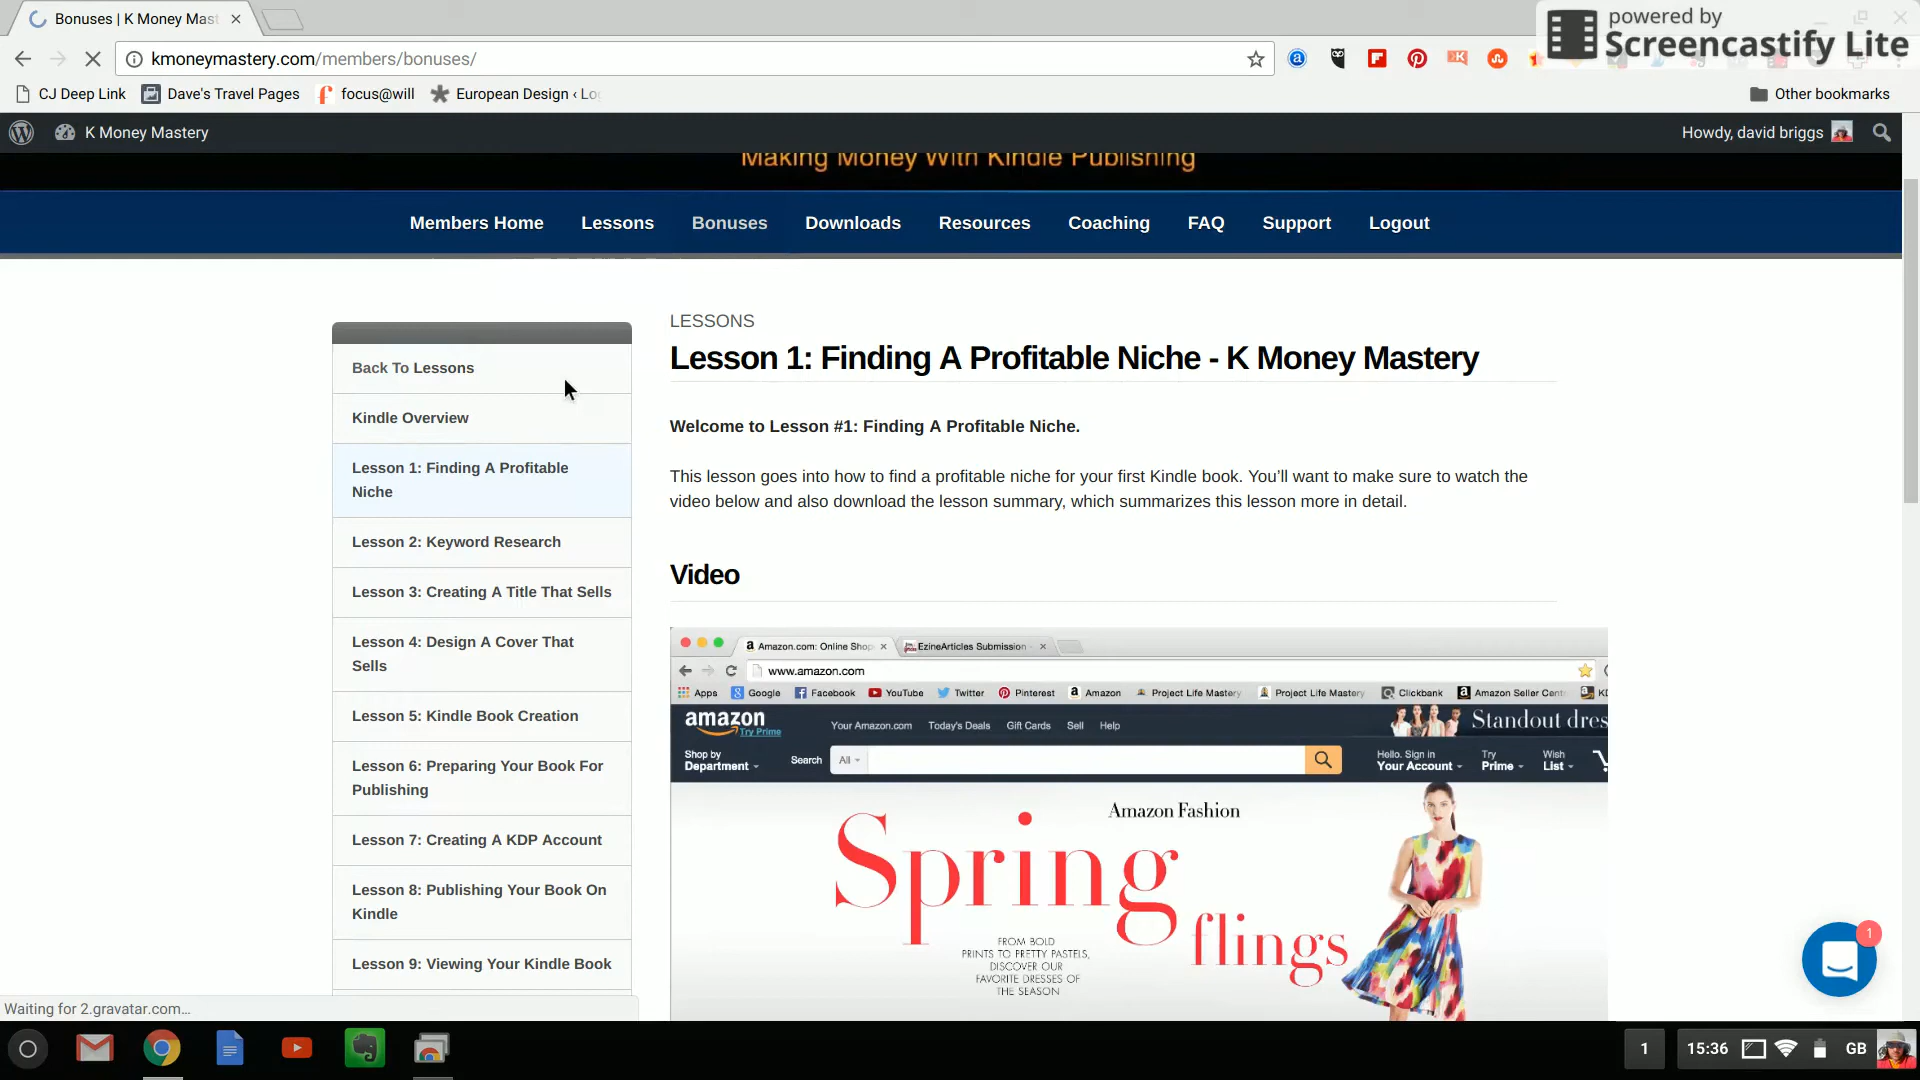 Bonuses | K Money Mast
powered by
Screencastify Lite
kmoneymastery.com/members/bonuses/
CJ Deep Link
Dave's Travel Pages
focus@will
European Design ‹ Lo
Other bookmarks
K Money Mastery
Howdy, david briggs
Making Money With Kindle Publishing
Members Home
Lessons
Bonuses
Downloads
Resources
Coaching
FAQ
Support
Logout
Back To Lessons
Kindle Overview
Lesson 1: Finding A Profitable
Niche
Lesson 2: Keyword Research
Lesson 3: Creating A Title That Sells
Lesson 4: Design A Cover That
Sells
Lesson 5: Kindle Book Creation
Lesson 6: Preparing Your Book For
Publishing
Lesson 7: Creating A KDP Account
Lesson 8: Publishing Your Book On
Kindle
Lesson 9: Viewing Your Kindle Book
LESSONS
Lesson 1: Finding A Profitable Niche - K Money Mastery
Welcome to Lesson #1: Finding A Profitable Niche.
This lesson goes into how to find a profitable niche for your first Kindle book. You’ll want to make sure to watch the
video below and also download the lesson summary, which summarizes this lesson more in detail.
Video
Amazon.com: Online Shop
EzineArticles Submission
www.amazon.com
Apps
Google
Facebook
YouTube
Twitter
Pinterest
Amazon
Project Life Mastery
Project Life Mastery
Clickbank
Amazon Seller Cent
KD
amazon
Try Prime
Your Amazon.com
Today's Deals
Gift Cards
Sell
Help
Standout dres
Shop by
Department
Search
All
Hello. Sign in
Your Account
Try
Prime
Wish
List
Amazon Fashion
Spring
flings
FROM BOLD
PRINTS TO PRETTY PASTELS,
DISCOVER OUR
FAVORITE DRESSES OF
THE SEASON
1
Waiting for 2.gravatar.com...
1
15:36
GB